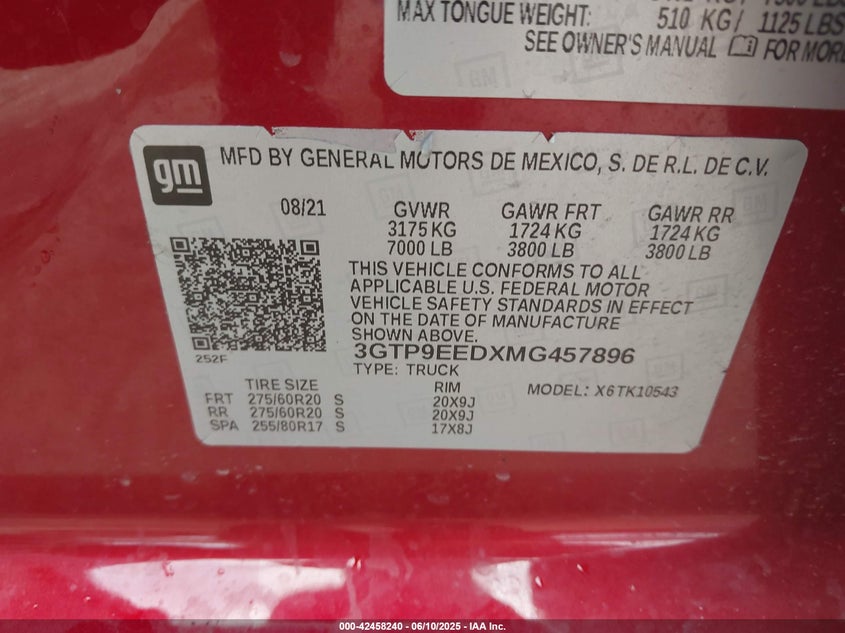 MAX TONGUE WEIGHT: 510 KG/ 1125 LBS
SEE OWNER'S MANUAL FOR MORE
gm
MFD BY GENERAL MOTORS DE MEXICO, S. DE R.L. DE C.V.
08/21 GVWR GAWR FRT GAWR RR
3175 KG 1724 KG 1724 KG
7000 LB 3800 LB 3800 LB
THIS VEHICLE CONFORMS TO ALL
APPLICABLE U.S. FEDERAL MOTOR
VEHICLE SAFETY STANDARDS IN EFFECT
ON THE DATE OF MANUFACTURE
SHOWN ABOVE.
252F
3GTP9EEDXMG457896
TYPE: TRUCK
TIRE SIZE RIM MODEL: X6TK10543
FRT 275/60R20 S 20X9J
RR 275/60R20 S 20X9J
SPA 255/80R17 S 17X8J
000-42458240 - 06/10/2025 - IAA Inc.